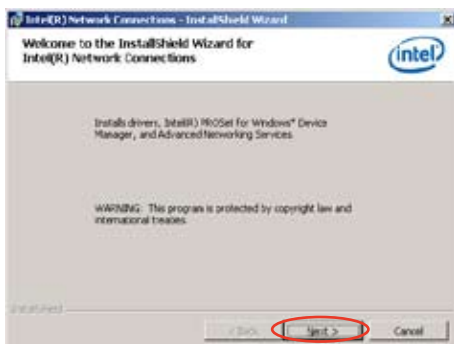 Intel(R) Network Connections - InstallShield Wizard
Welcome to the InstallShield Wizard for
Intel(R) Network Connections
intel
Installs drivers, Intel(R) PROSet for Windows* Device
Manager, and Advanced Networking Services
WARNING: This program is protected by copyright law and
international treaties.
InstallShield
< Back
Next >
Cancel